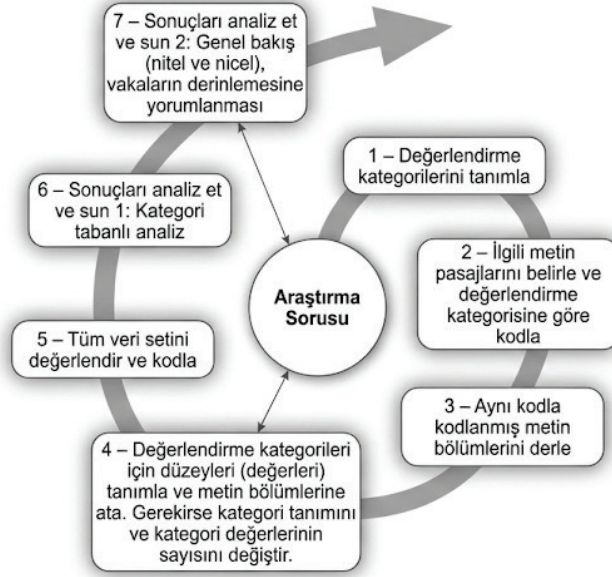 7 – Sonuçları analiz et
ve sun 2: Genel bakış
(nitel ve nicel),
vakaların derinlemesine
yorumlanması
1 – Değerlendirme
kategorilerini tanımla
6 – Sonuçları analiz et
ve sun 1: Kategori
tabanlı analiz
2 – İlgili metin
pasajlarını belirle ve
değerlendirme
kategorisine göre
kodla
Araştırma
Sorusu
5 – Tüm veri setini
değerlendir ve kodla
3 – Aynı kodla
kodlanmış metin
bölümlerini derle
4 – Değerlendirme kategorileri
için düzeyleri (değerleri)
tanımla ve metin bölümlerine
ata. Gerekirse kategori tanımını
ve kategori değerlerinin
sayısını değiştir.